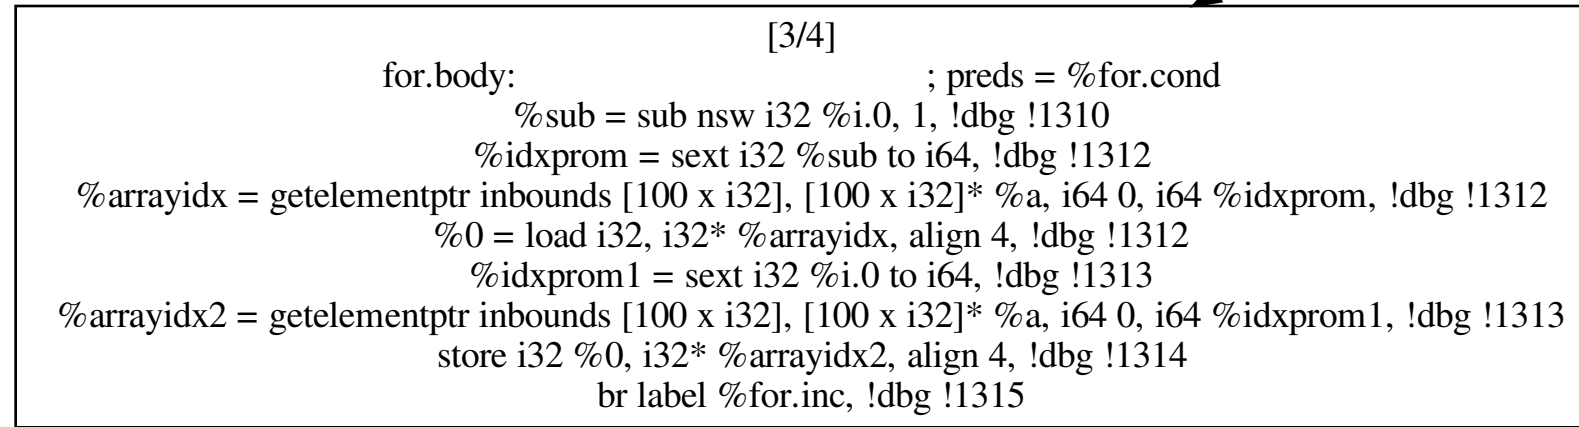 [3/4]
for.body: ; preds = %for.cond
%sub = sub nsw i32 %i.0, 1, !dbg !1310
%idxprom = sext i32 %sub to i64, !dbg !1312
%arrayidx = getelementptr inbounds [100 x i32], [100 x i32]* %a, i64 0, i64 %idxprom, !dbg !1312
%0 = load i32, i32* %arrayidx, align 4, !dbg !1312
%idxprom1 = sext i32 %i.0 to i64, !dbg !1313
%arrayidx2 = getelementptr inbounds [100 x i32], [100 x i32]* %a, i64 0, i64 %idxprom1, !dbg !1313
store i32 %0, i32* %arrayidx2, align 4, !dbg !1314
br label %for.inc, !dbg !1315